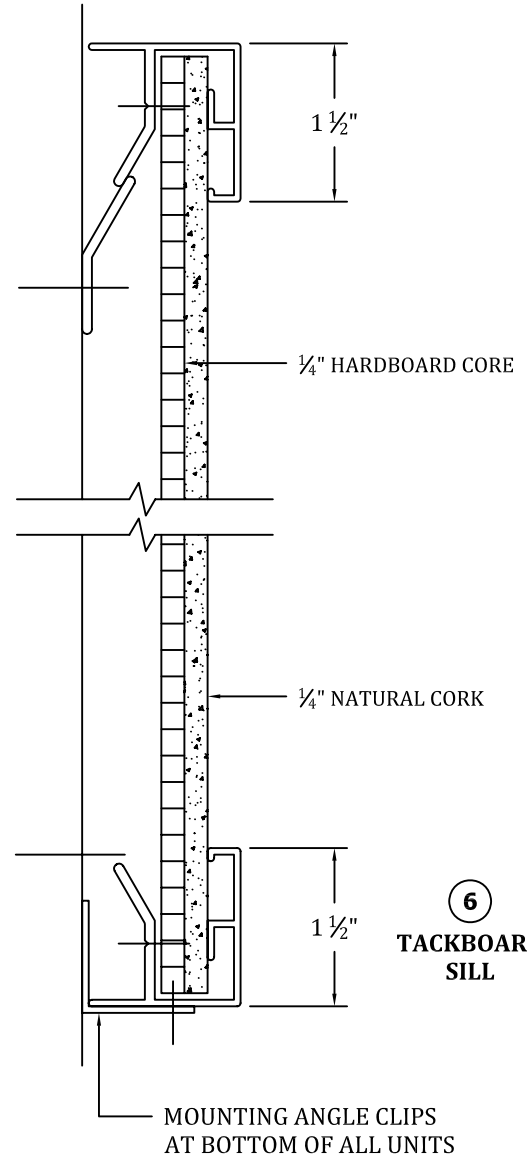 1 ½"
¼" HARDBOARD CORE
¼" NATURAL CORK
1 ½"
6
TACKBOAR
SILL
MOUNTING ANGLE CLIPS
AT BOTTOM OF ALL UNITS